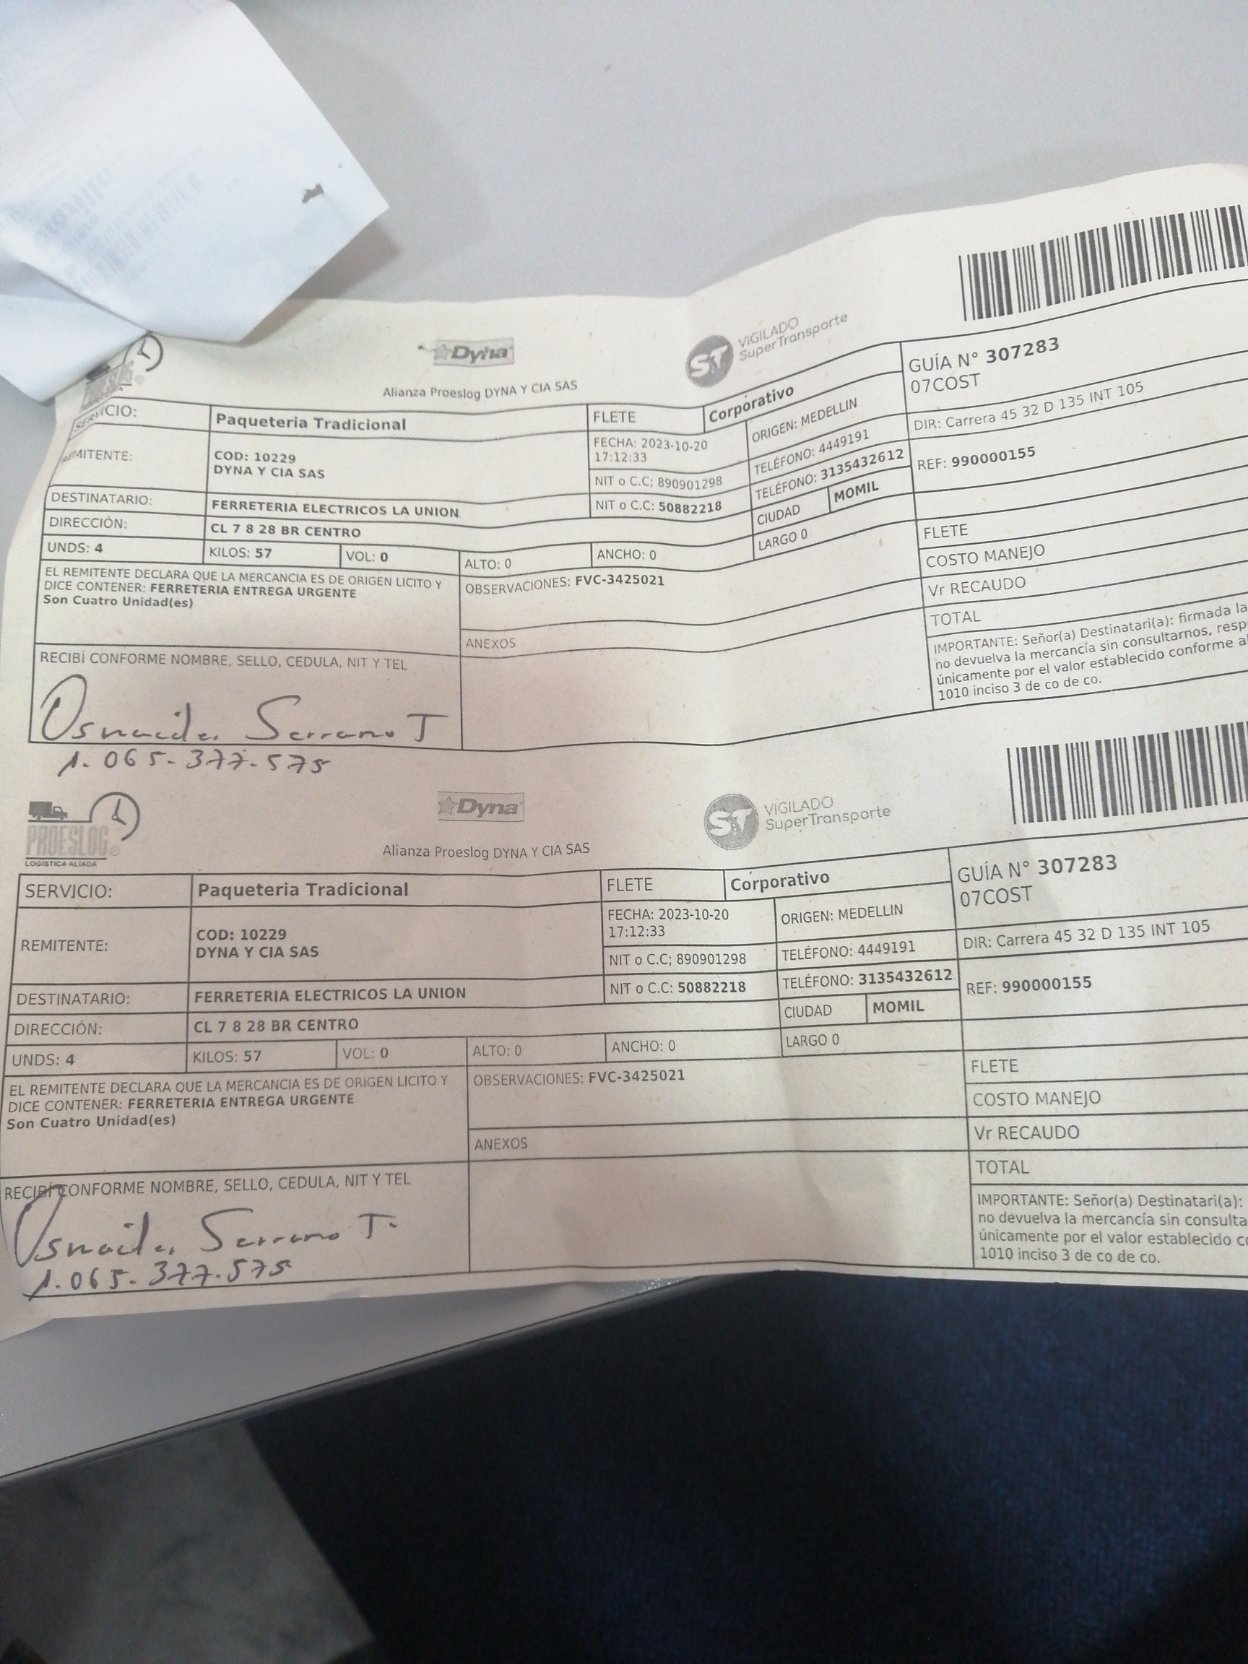 Dyna
ST VIGILADO
SuperTransporte
Alianza Proeslog DYNA Y CIA SAS
GUÍA N° 307283
07COST
SERVICIO: Paqueteria Tradicional FLETE Corporativo
DIR: Carrera 45 32 D 135 INT 105
REMITENTE: COD: 10229
DYNA Y CIA SAS
FECHA: 2023-10-20
17:12:33
ORIGEN: MEDELLIN
NIT o C.C; 890901298 TELÉFONO: 4449191
REF: 990000155
DESTINATARIO: FERRETERIA ELECTRICOS LA UNION NIT o C.C: 50882218 TELÉFONO: 3135432612
DIRECCIÓN: CL 7 8 28 BR CENTRO CIUDAD MOMIL
UNDS: 4 KILOS: 57 VOL: 0 ALTO: 0 ANCHO: 0 LARGO 0
FLETE
EL REMITENTE DECLARA QUE LA MERCANCIA ES DE ORIGEN LICITO Y
DICE CONTENER: FERRETERIA ENTREGA URGENTE
Son Cuatro Unidad(es)
OBSERVACIONES: FVC-3425021
COSTO MANEJO
Vr RECAUDO
ANEXOS
TOTAL
RECIBÍ CONFORME NOMBRE, SELLO, CEDULA, NIT Y TEL
IMPORTANTE: Señor(a) Destinatari(a): firmada la
no devuelva la mercancía sin consultarnos,
únicamente por el valor establecido conforme
1010 inciso 3 de co de co.
Osnaider Serrano T
1.065.377.575
PROESLOG
LOGISTICA ALIADA
Dyna
ST VIGILADO
SuperTransporte
Alianza Proeslog DYNA Y CIA SAS
GUÍA N° 307283
07COST
SERVICIO: Paqueteria Tradicional FLETE Corporativo
DIR: Carrera 45 32 D 135 INT 105
REMITENTE: COD: 10229
DYNA Y CIA SAS
FECHA: 2023-10-20
17:12:33
ORIGEN: MEDELLIN
NIT o C.C; 890901298 TELÉFONO: 4449191
REF: 990000155
DESTINATARIO: FERRETERIA ELECTRICOS LA UNION NIT o C.C: 50882218 TELÉFONO: 3135432612
DIRECCIÓN: CL 7 8 28 BR CENTRO CIUDAD MOMIL
UNDS: 4 KILOS: 57 VOL: 0 ALTO: 0 ANCHO: 0 LARGO 0
FLETE
EL REMITENTE DECLARA QUE LA MERCANCIA ES DE ORIGEN LICITO Y
DICE CONTENER: FERRETERIA ENTREGA URGENTE
Son Cuatro Unidad(es)
OBSERVACIONES: FVC-3425021
COSTO MANEJO
Vr RECAUDO
ANEXOS
TOTAL
RECIBÍ CONFORME NOMBRE, SELLO, CEDULA, NIT Y TEL
IMPORTANTE: Señor(a) Destinatari(a):
no devuelva la mercancía sin
únicamente por el valor establecido
1010 inciso 3 de co de co.
Osnaider Serrano T.
1.065.377.575